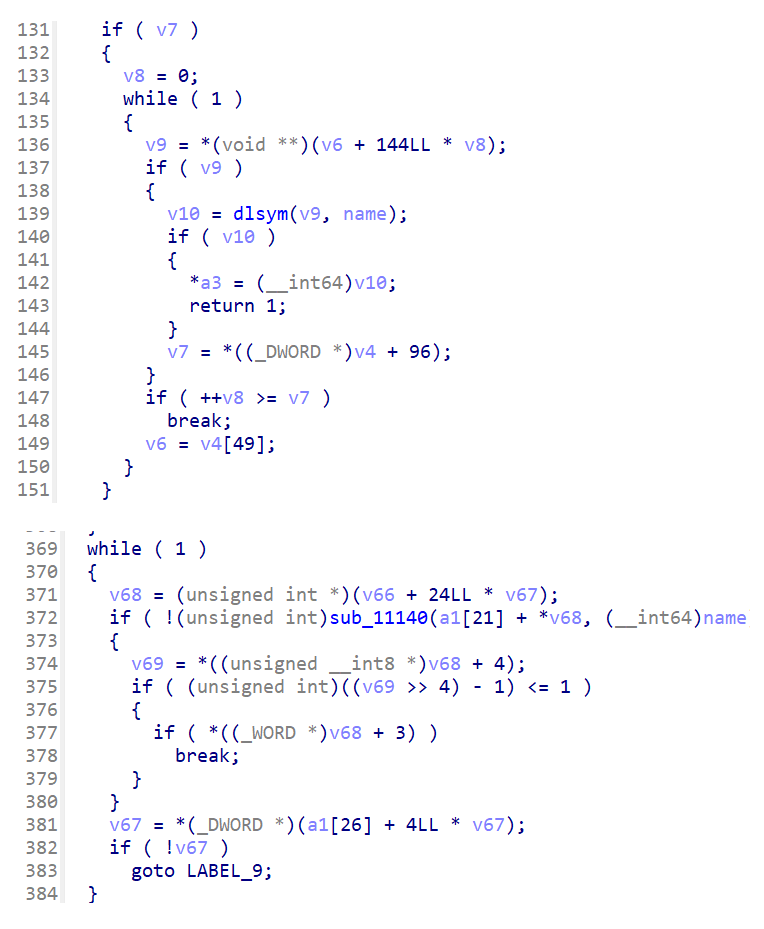 131 if ( v7 )
132 {
133 v8 = 0;
134 while ( 1 )
135 {
136 v9 = *(void **)(v6 + 144LL * v8);
137 if ( v9 )
138 {
139 v10 = dlsym(v9, name);
140 if ( v10 )
141 {
142 *a3 = (__int64)v10;
143 return 1;
144 }
145 v7 = *((_DWORD *)v4 + 96);
146 }
147 if ( ++v8 >= v7 )
148 break;
149 v6 = v4[49];
150 }
151 }
369 while ( 1 )
370 {
371 v68 = (unsigned int *)(v66 + 24LL * v67);
372 if ( !(unsigned int)sub_11140(a1[21] + *v68, (__int64)name
373 {
374 v69 = *((unsigned __int8 *)v68 + 4);
375 if ( (unsigned int)((v69 >> 4) - 1) <= 1 )
376 {
377 if ( *((_WORD *)v68 + 3) )
378 break;
379 }
380 }
381 v67 = *(_DWORD *)(a1[26] + 4LL * v67);
382 if ( !v67 )
383 goto LABEL_9;
384 }